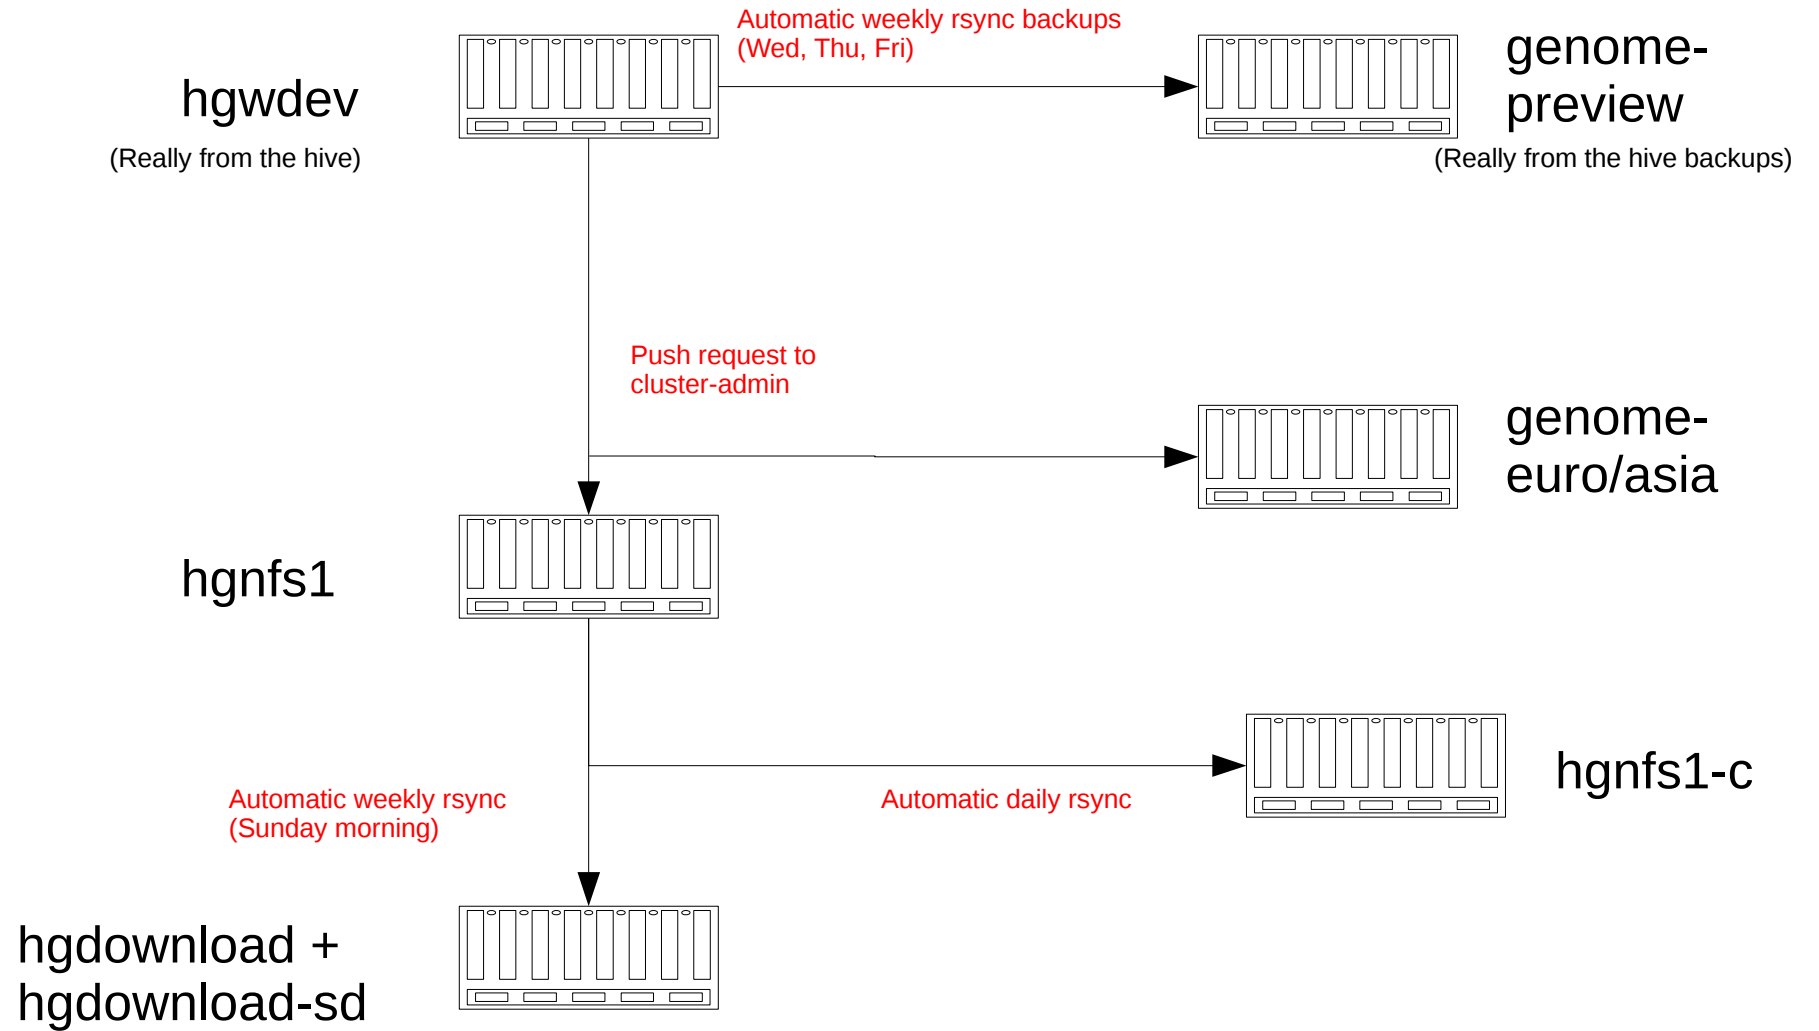 Automatic weekly rsync backups
(Wed, Thu, Fri)
hgwdev
(Really from the hive)
genome-
preview
(Really from the hive backups)
Push request to
cluster-admin
genome-
euro/asia
hgnfs1
hgnfs1-c
Automatic weekly rsync
(Sunday morning)
Automatic daily rsync
hgdownload +
hgdownload-sd